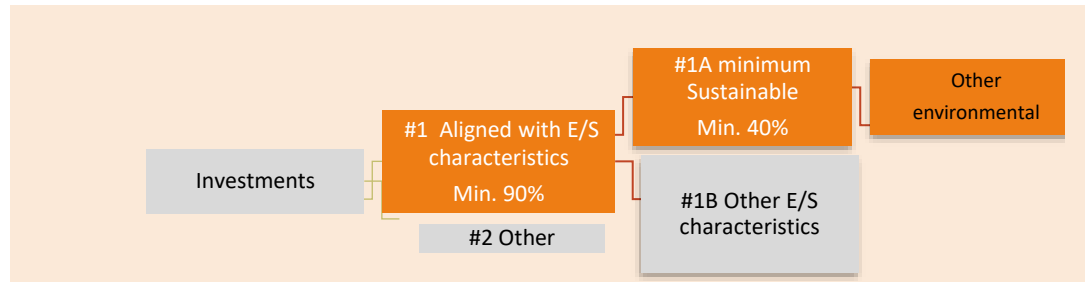 Investments
#1 Aligned with E/S
characteristics
Min. 90%
#2 Other
#1A minimum
Sustainable
Min. 40%
#1B Other E/S
characteristics
Other
environmental